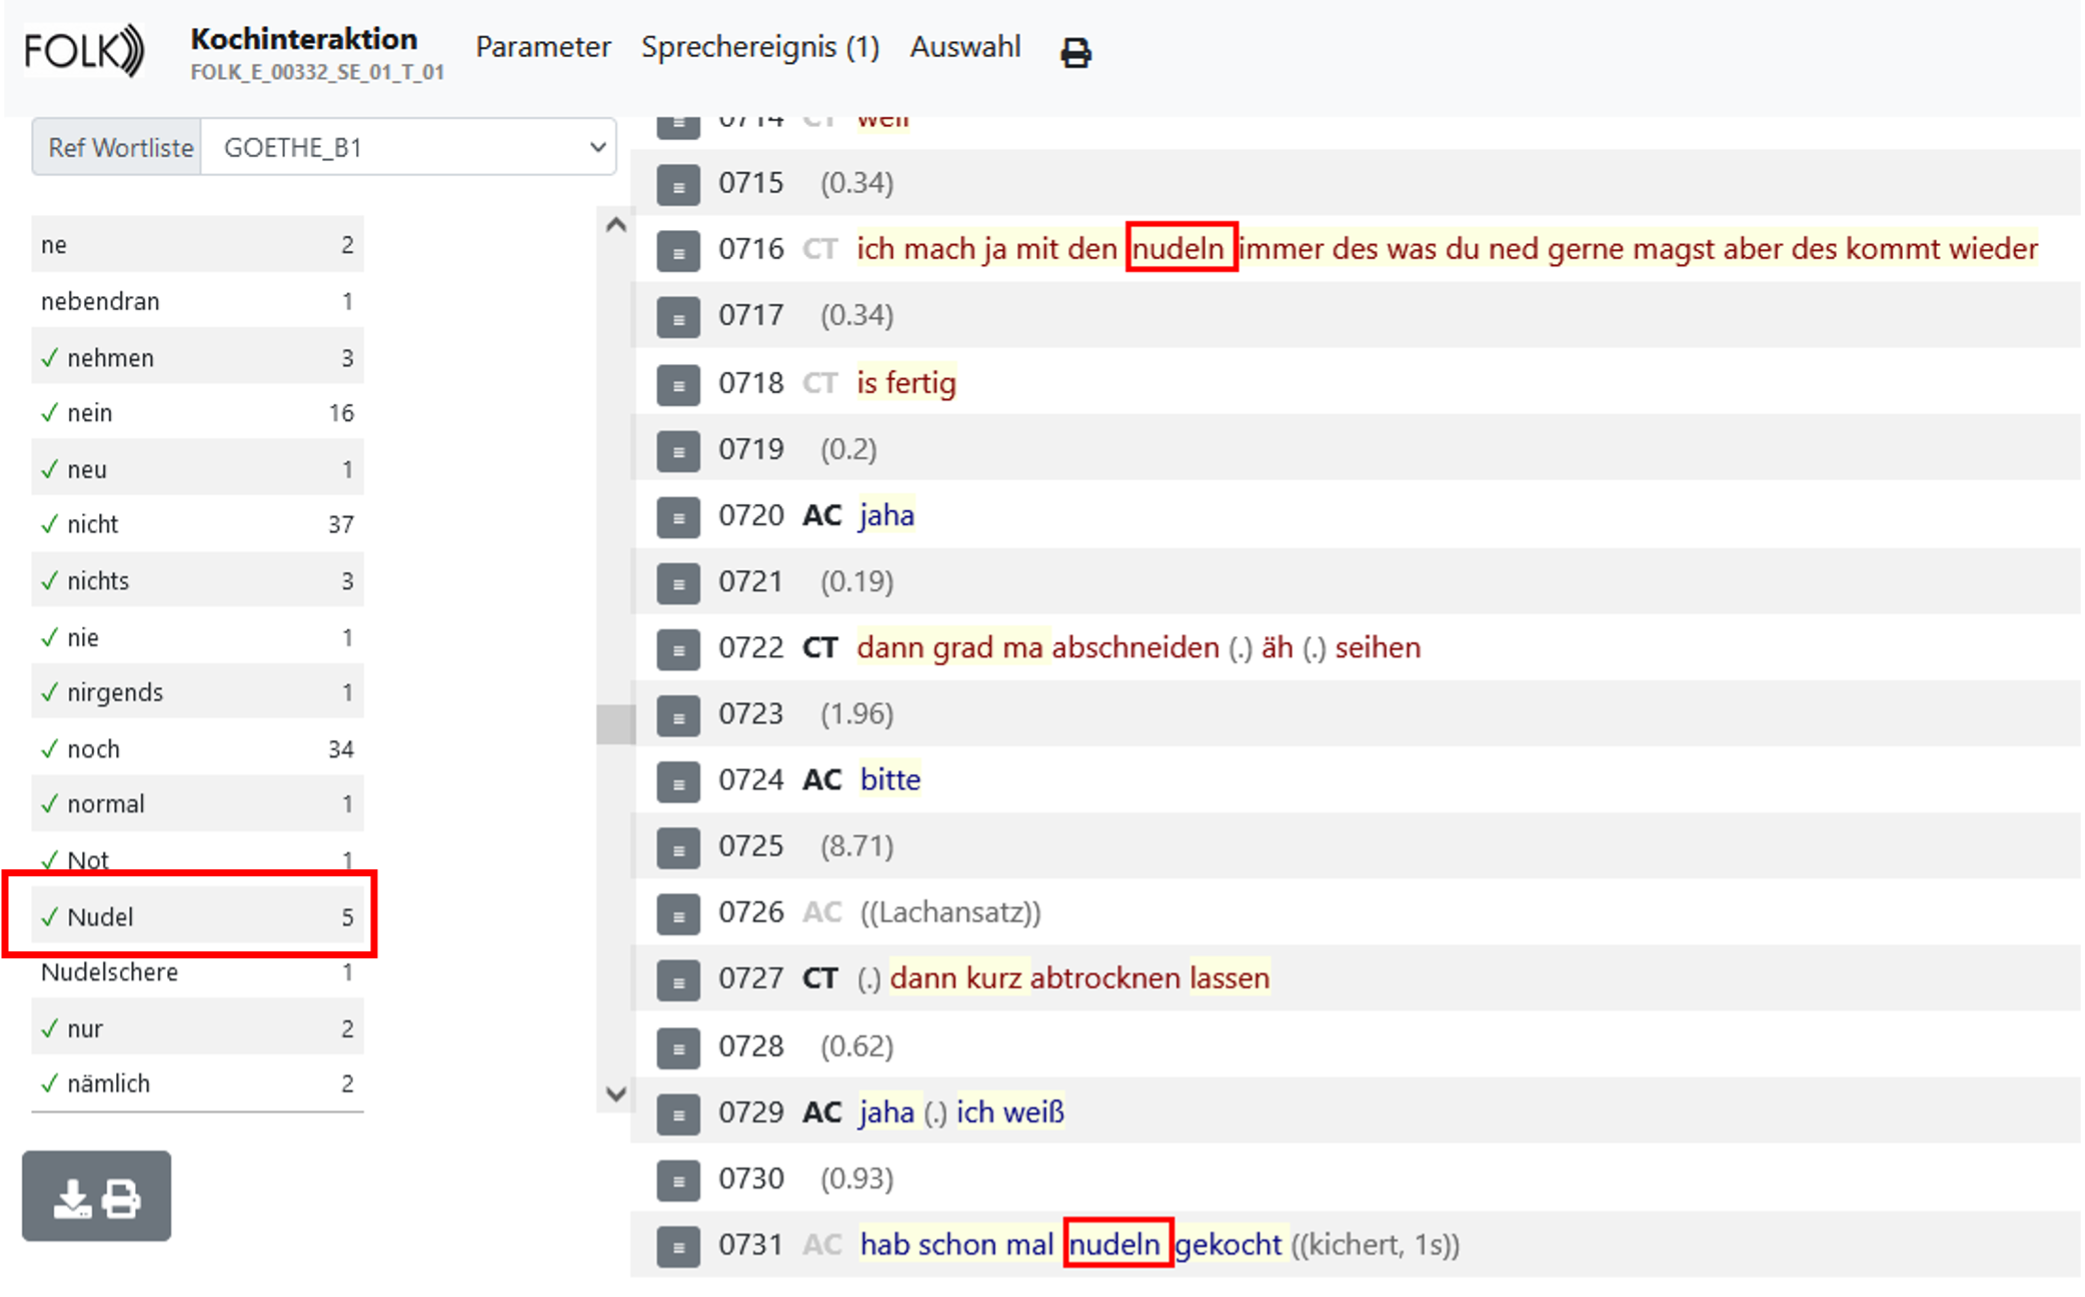 FOLK
Kochinteraktion
FOLK_E_00332_SE_01_T_01
Parameter Sprechereignis (1) Auswahl
Ref Wortliste GOETHE_B1
ne 2
nebendran 1
✓ nehmen 3
✓ nein 16
✓ neu 1
✓ nicht 37
✓ nichts 3
✓ nie 1
✓ nirgends 1
✓ noch 34
✓ normal 1
✓ Not 1
✓ Nudel 5
Nudelschere 1
✓ nur 2
✓ nämlich 2
0714 CT weil
0715 (0.34)
0716 CT ich mach ja mit den nudeln immer des was du ned gerne magst aber des kommt wieder
0717 (0.34)
0718 CT is fertig
0719 (0.2)
0720 AC jaha
0721 (0.19)
0722 CT dann grad ma abschneiden (.) äh (.) seihen
0723 (1.96)
0724 AC bitte
0725 (8.71)
0726 AC ((Lachansatz))
0727 CT (.) dann kurz abtrocknen lassen
0728 (0.62)
0729 AC jaha (.) ich weiß
0730 (0.93)
0731 AC hab schon mal nudeln gekocht ((kichert, 1s))